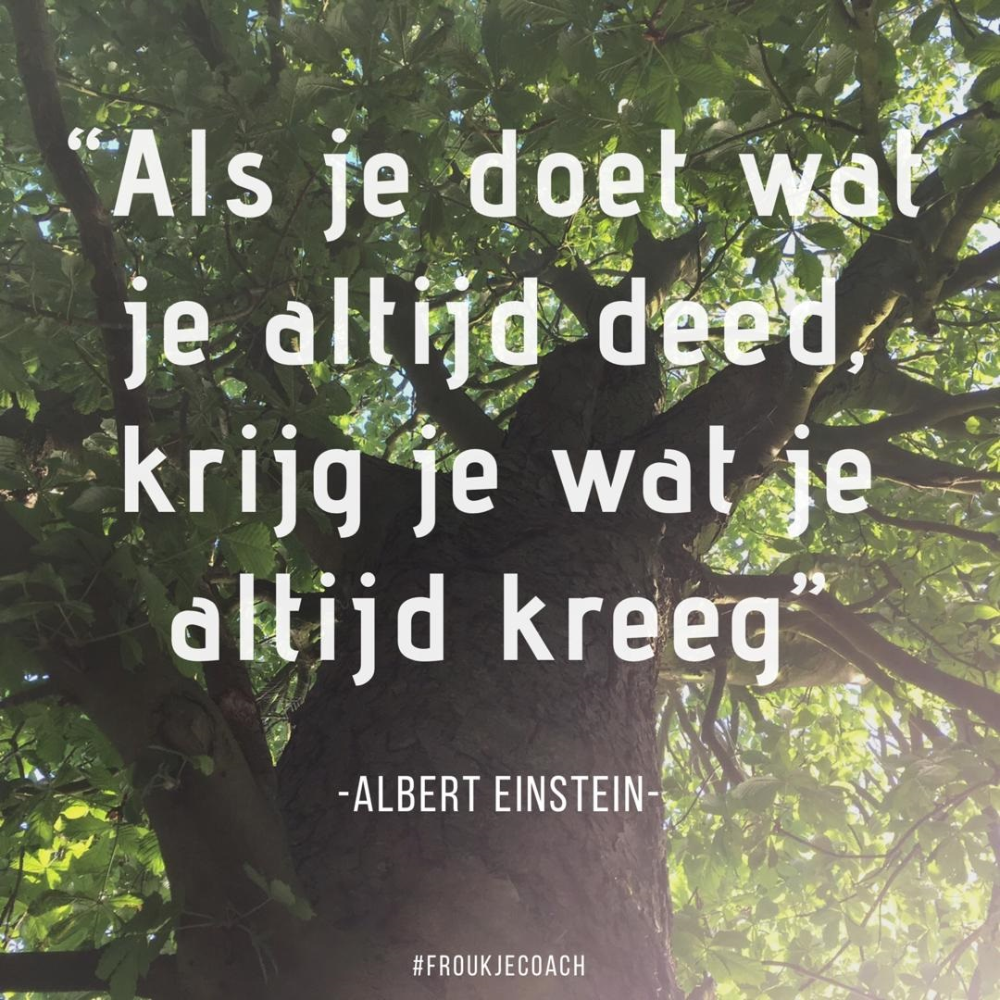 “Als je doet wat
je altijd deed,
krijg je wat je
altijd kreeg”
-ALBERT EINSTEIN-
#FROUKJECOACH